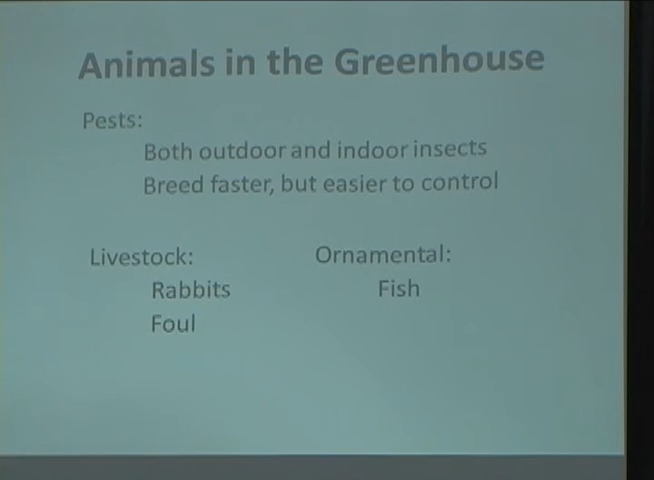 Animals in the Greenhouse
Pests:
Both outdoor and indoor insects
Breed faster, but easier to control
Livestock:
Rabbits
Foul
Ornamental:
Fish